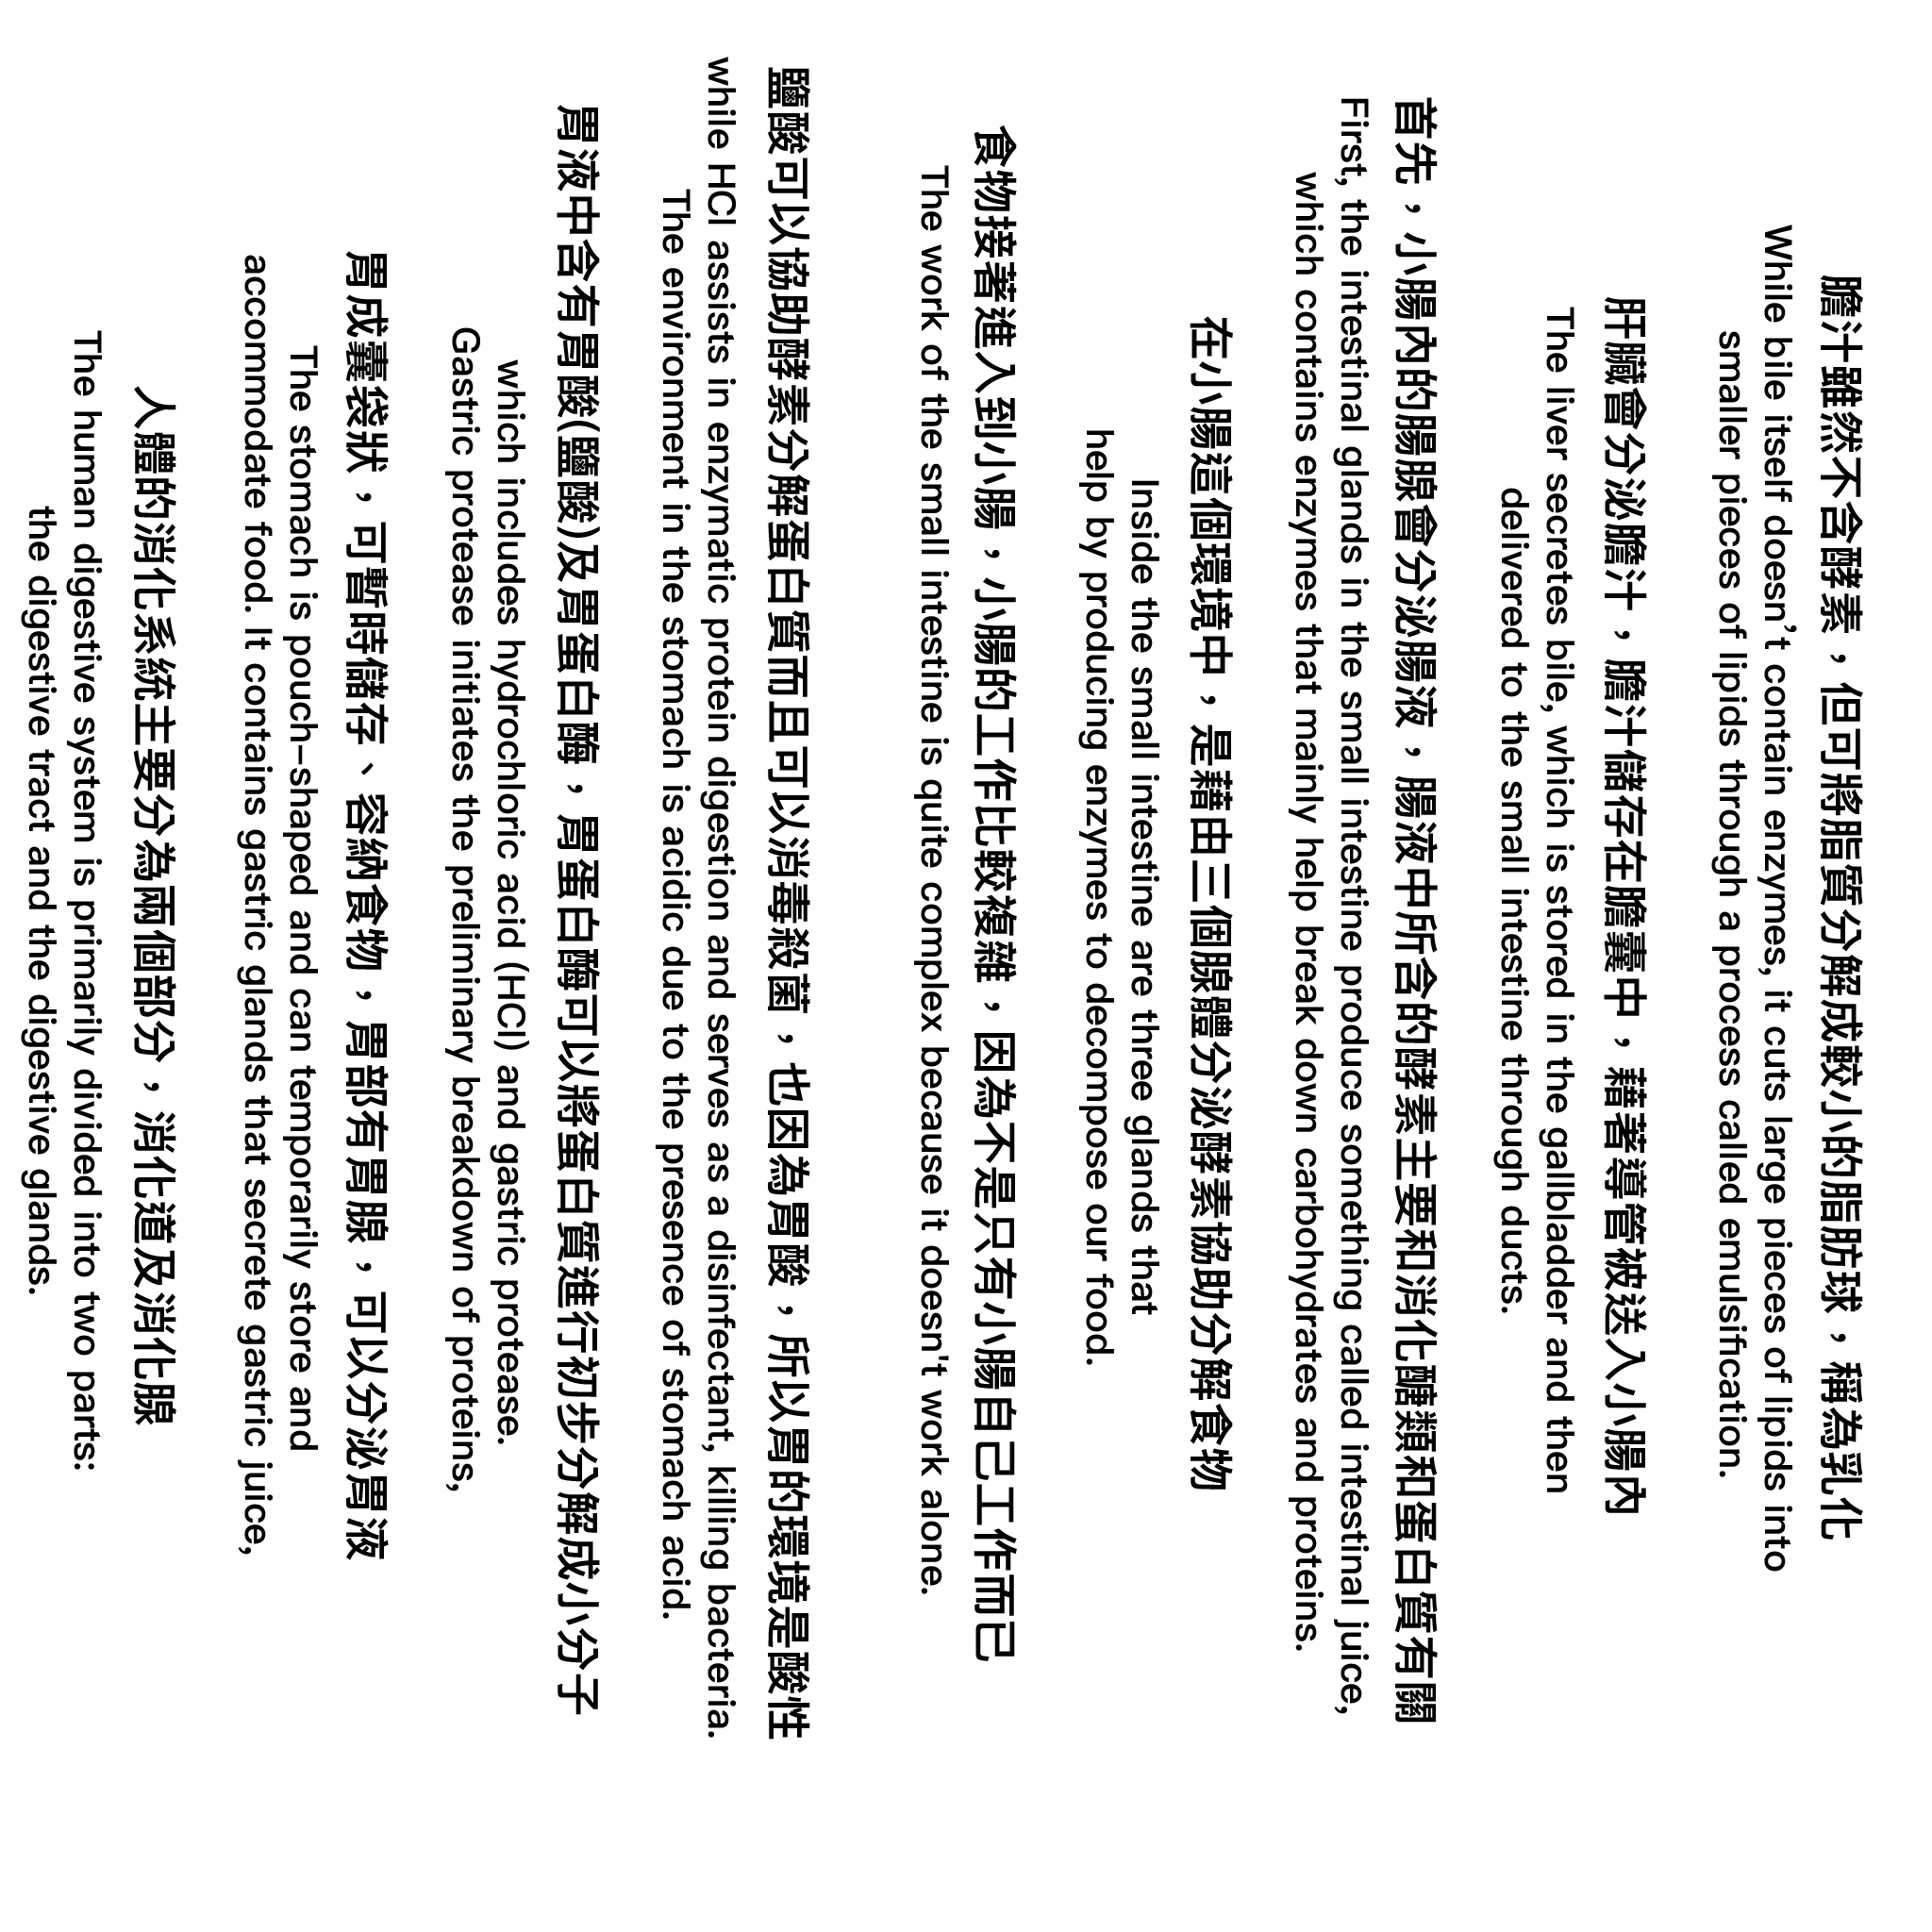 膽汁雖然不含酵素，但可將脂質分解成較小的脂肪球，稱為乳化
While bile itself doesn’t contain enzymes, it cuts large pieces of lipids into
smaller pieces of lipids through a process called emulsification.
肝臟會分泌膽汁，膽汁儲存在膽囊中，藉著導管被送入小腸內
The liver secretes bile, which is stored in the gallbladder and then
delivered to the small intestine through ducts.
首先，小腸內的腸腺會分泌腸液，腸液中所含的酵素主要和消化醣類和蛋白質有關
First, the intestinal glands in the small intestine produce something called intestinal juice,
which contains enzymes that mainly help break down carbohydrates and proteins.
在小腸這個環境中，是藉由三個腺體分泌酵素協助分解食物
Inside the small intestine are three glands that
help by producing enzymes to decompose our food.
食物接著進入到小腸，小腸的工作比較複雜，因為不是只有小腸自己工作而已
The work of the small intestine is quite complex because it doesn't work alone.
鹽酸可以協助酵素分解蛋白質而且可以消毒殺菌，也因為胃酸，所以胃的環境是酸性
while HCl assists in enzymatic protein digestion and serves as a disinfectant, killing bacteria.
The environment in the stomach is acidic due to the presence of stomach acid.
胃液中含有胃酸(鹽酸)及胃蛋白酶，胃蛋白酶可以將蛋白質進行初步分解成小分子
which includes hydrochloric acid (HCl) and gastric protease.
Gastric protease initiates the preliminary breakdown of proteins,
胃成囊袋狀，可暫時儲存、容納食物，胃部有胃腺，可以分泌胃液
The stomach is pouch-shaped and can temporarily store and
accommodate food. It contains gastric glands that secrete gastric juice,
人體的消化系統主要分為兩個部分，消化道及消化腺
The human digestive system is primarily divided into two parts:
the digestive tract and the digestive glands.